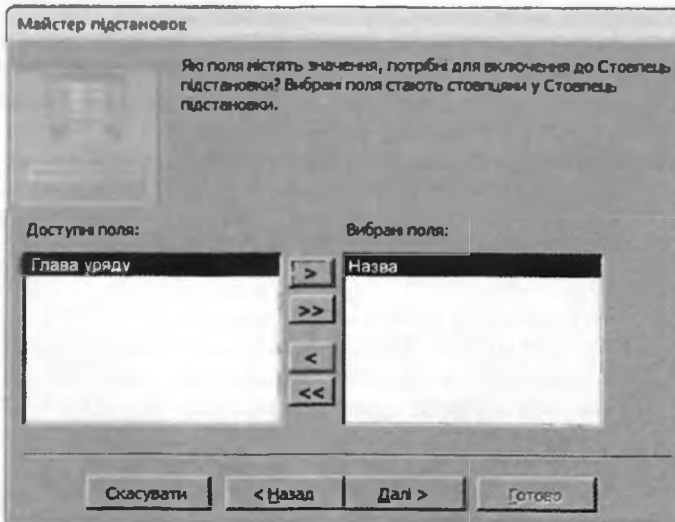 Майстер підстановок
Які поля містять значення, потрібні для включення до Стовпець
підстановки? Вибрані поля стають стовпцями у Стовпець
підстановки.
Доступні поля:
Вибрані поля:
Глава уряду
Назва
>
>>
<
<<
Скасувати
< Назад
Далі >
Готово